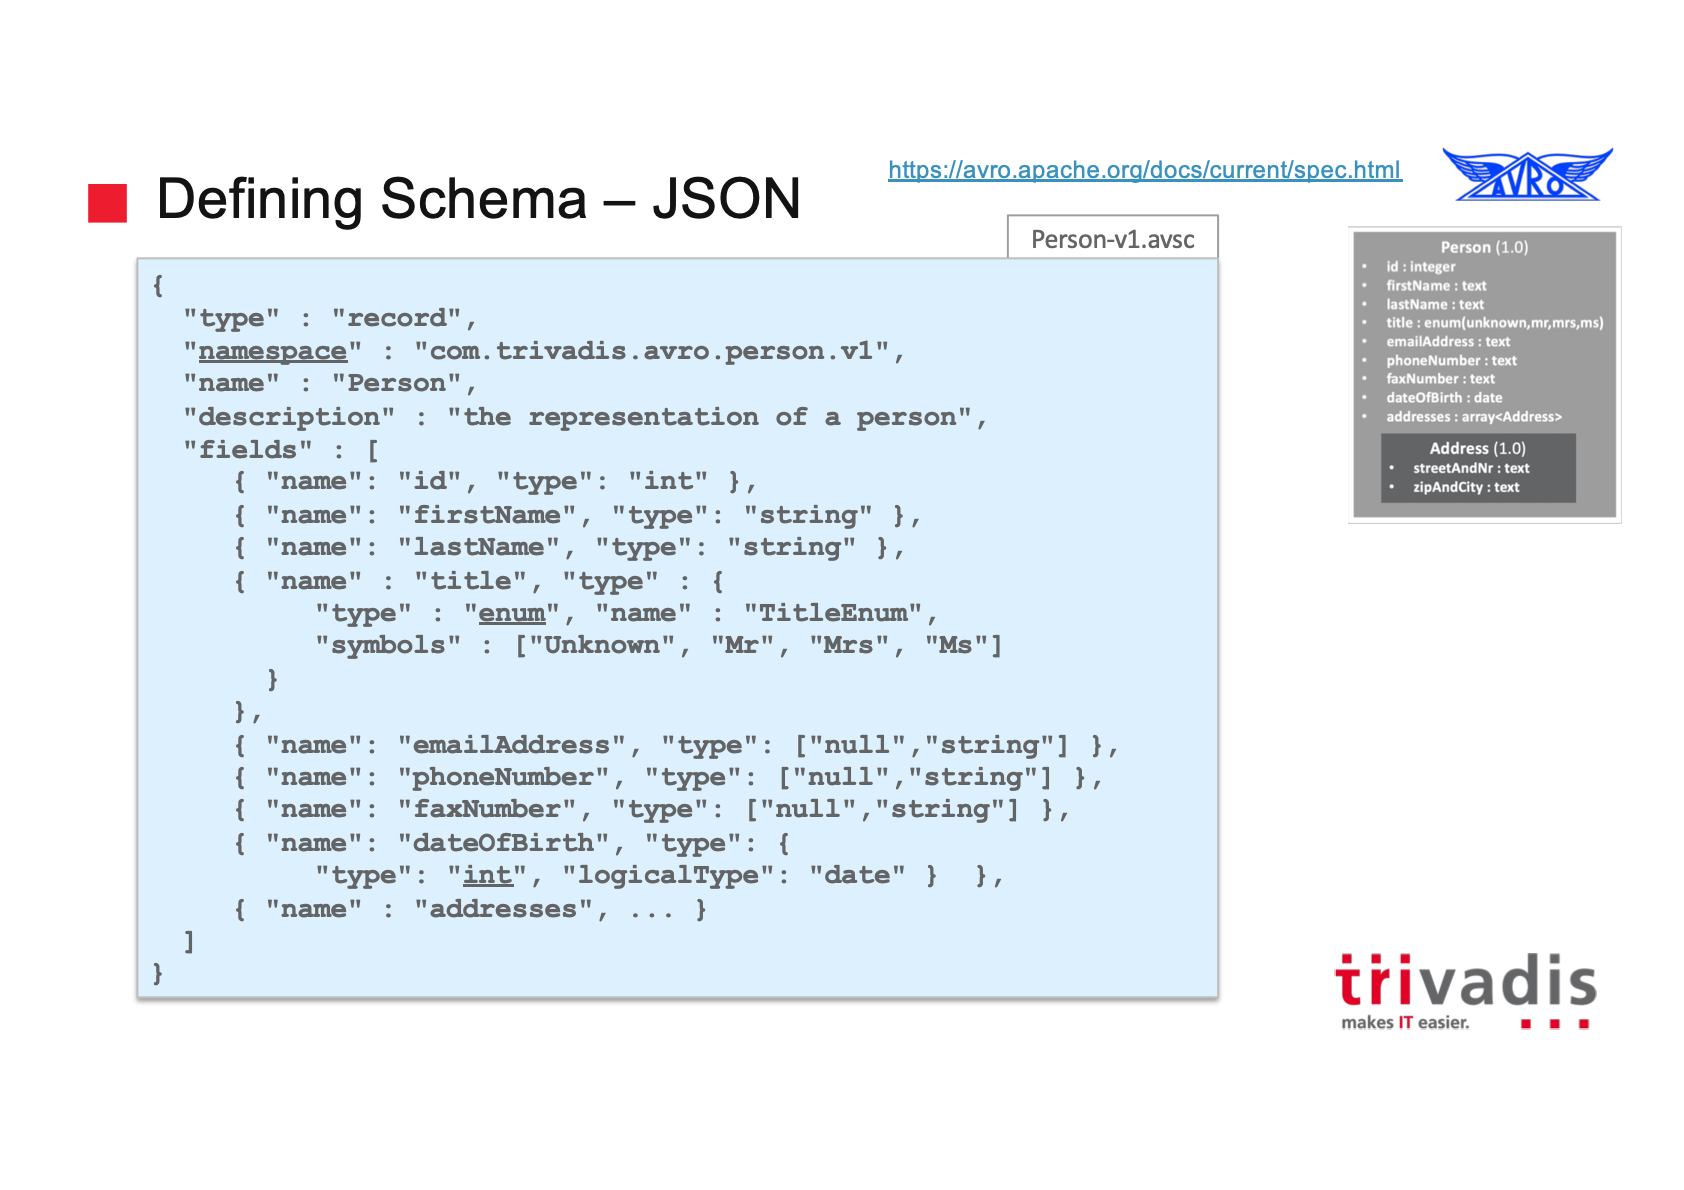 https://avro.apache.org/docs/current/spec.html
AVRO
Defining Schema – JSON
Person-v1.avsc
{
"type" : "record",
"namespace" : "com.trivadis.avro.person.v1",
"name" : "Person",
"description" : "the representation of a person",
"fields" : [
{ "name": "id", "type": "int" },
{ "name": "firstName", "type": "string" },
{ "name": "lastName", "type": "string" },
{ "name" : "title", "type" : {
"type" : "enum", "name" : "TitleEnum",
"symbols" : ["Unknown", "Mr", "Mrs", "Ms"]
}
},
{ "name": "emailAddress", "type": ["null","string"] },
{ "name": "phoneNumber", "type": ["null","string"] },
{ "name": "faxNumber", "type": ["null","string"] },
{ "name": "dateOfBirth", "type": {
"type": "int", "logicalType": "date" } },
{ "name" : "addresses", ... }
]
}
Person (1.0)
• id : integer
• firstName : text
• lastName : text
• title : enum(unknown,mr,mrs,ms)
• emailAddress : text
• phoneNumber : text
• faxNumber : text
• dateOfBirth : date
• addresses : array<Address>
Address (1.0)
• streetAndNr : text
• zipAndCity : text
trivadis
makes IT easier.